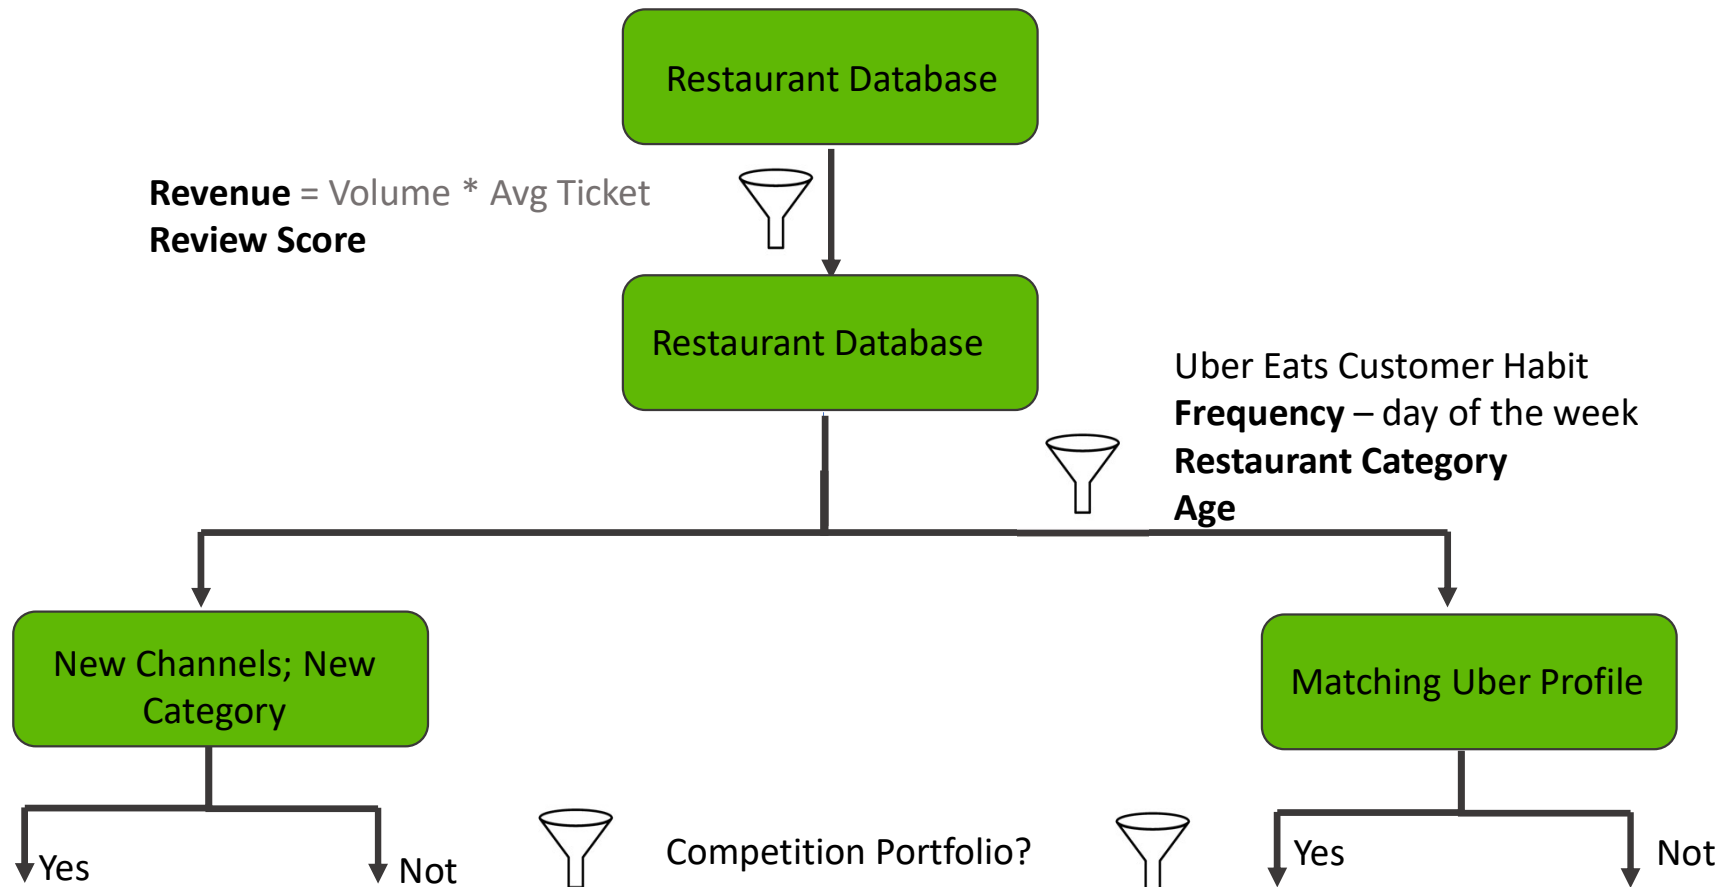 Restaurant Database
Revenue = Volume * Avg Ticket
Review Score
Restaurant Database
Uber Eats Customer Habit
Frequency – day of the week
Restaurant Category
Age
New Channels; New
Category
Matching Uber Profile
Yes
Not
Competition Portfolio?
Yes
Not